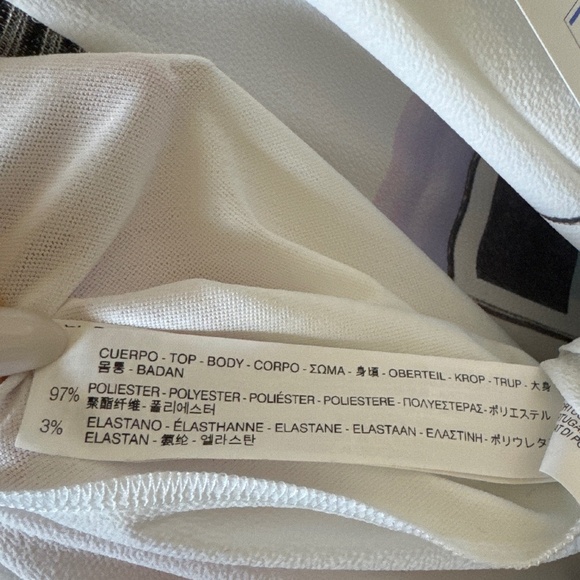 CUERPO - TOP - BODY - CORPO - ΣΩΜΑ - 身頃 - OBERTEIL - KROP - TRUP - 大身
몸통 - BADAN
97% POLIESTER - POLYESTER - POLIÉSTER - POLIESTERE - ΠΟΛΥΕΣΤΕΡΑΣ - ポリエステル
聚酯纤维 - 폴리에스터
3% ELASTANO - ÉLASTHANNE - ELASTANE - ELASTAAN - ΕΛΑΣΤΙΝΗ - ポリウレタ
ELASTAN - 氨纶 - 엘라스탄